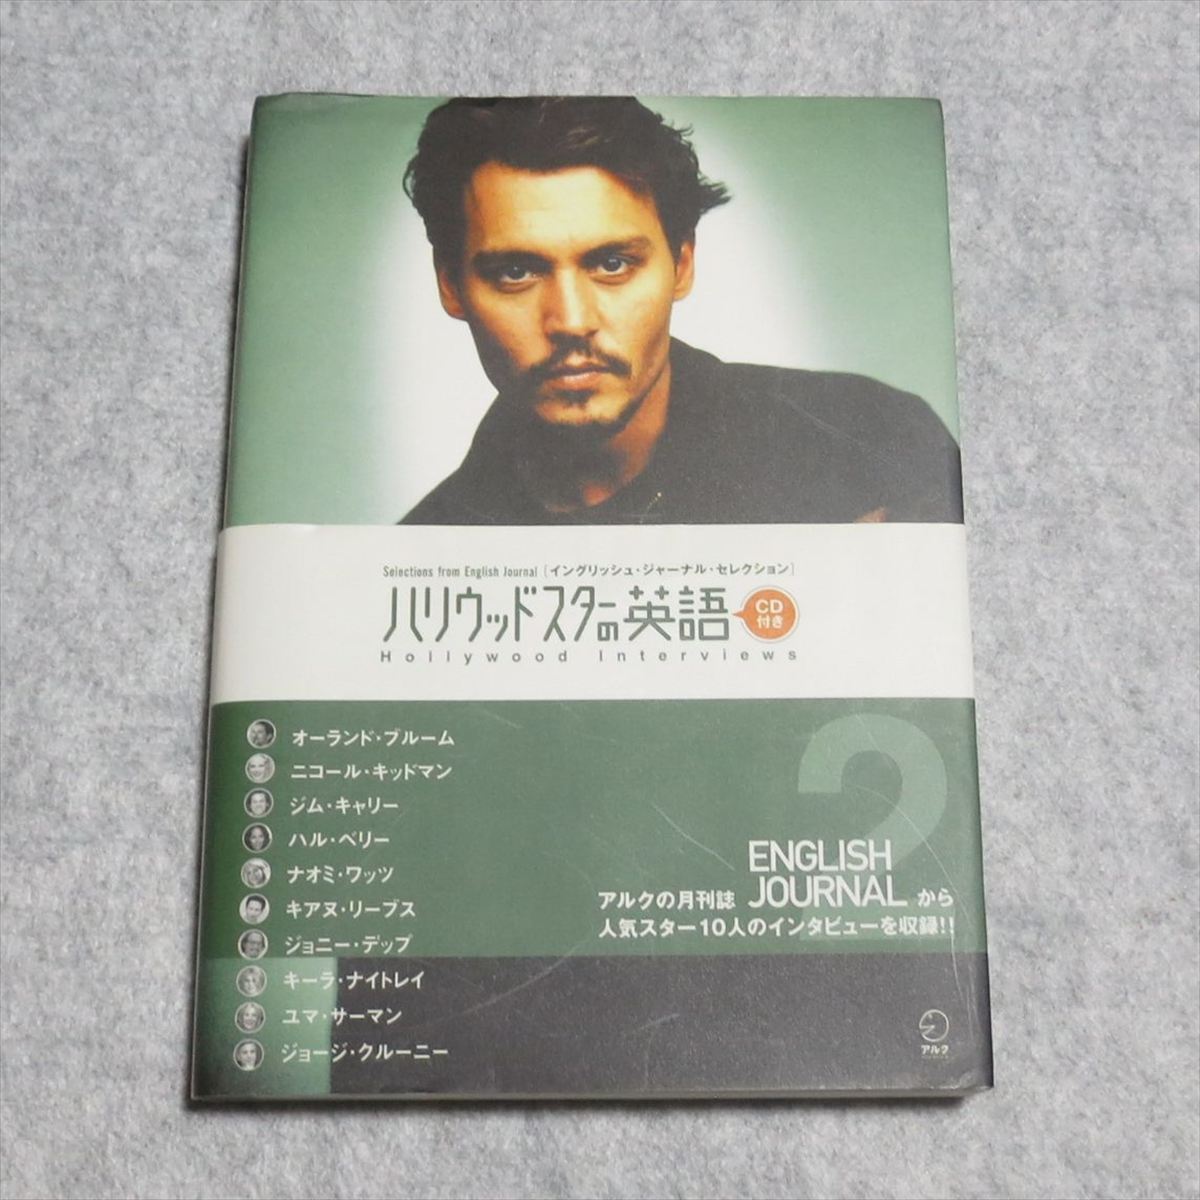 Selections from English Journal [イングリッシュ・ジャーナル・セレクション]
ハリウッドスターの英語
CD
付き
Hollywood Interviews
オーランド・ブルーム
ニコール・キッドマン
ジム・キャリー
ハル・ベリー
ナオミ・ワッツ
キアヌ・リーブス
ジョニー・デップ
キーラ・ナイトレイ
ユマ・サーマン
ジョージ・クルーニー
2
アルクの月刊誌 ENGLISH JOURNAL から
人気スター10人のインタビューを収録!!
アルク